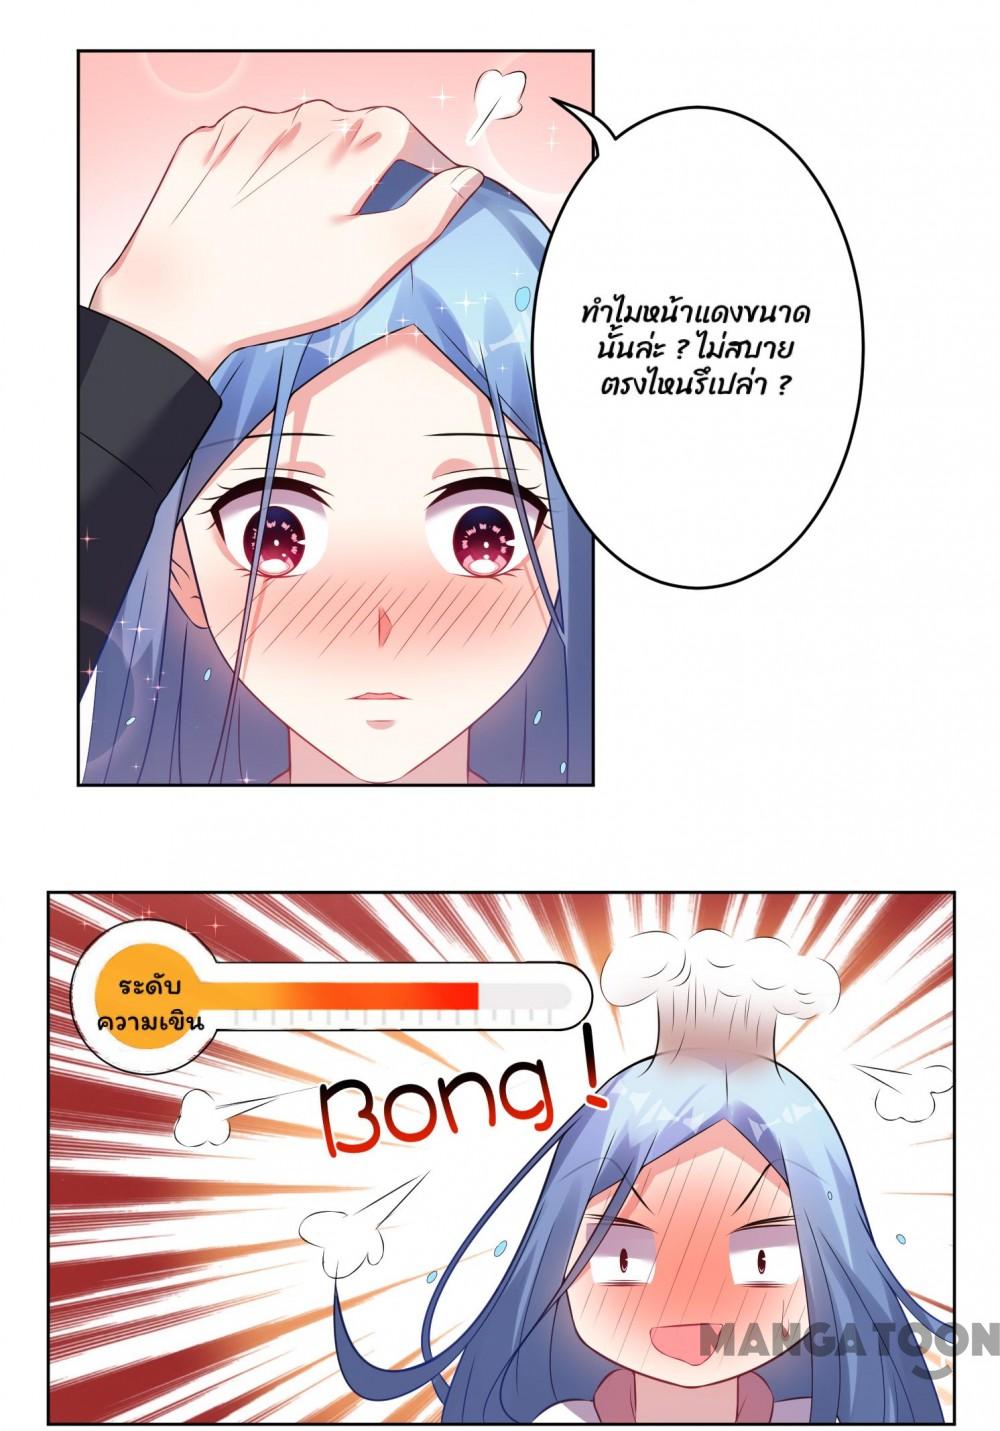 ทำไมหน้าแดงขนาด
นั้นล่ะ ? ไม่สบาย
ตรงไหนรึเปล่า ?
ระดับ
ความเขิน
Bong !
MANGATOON